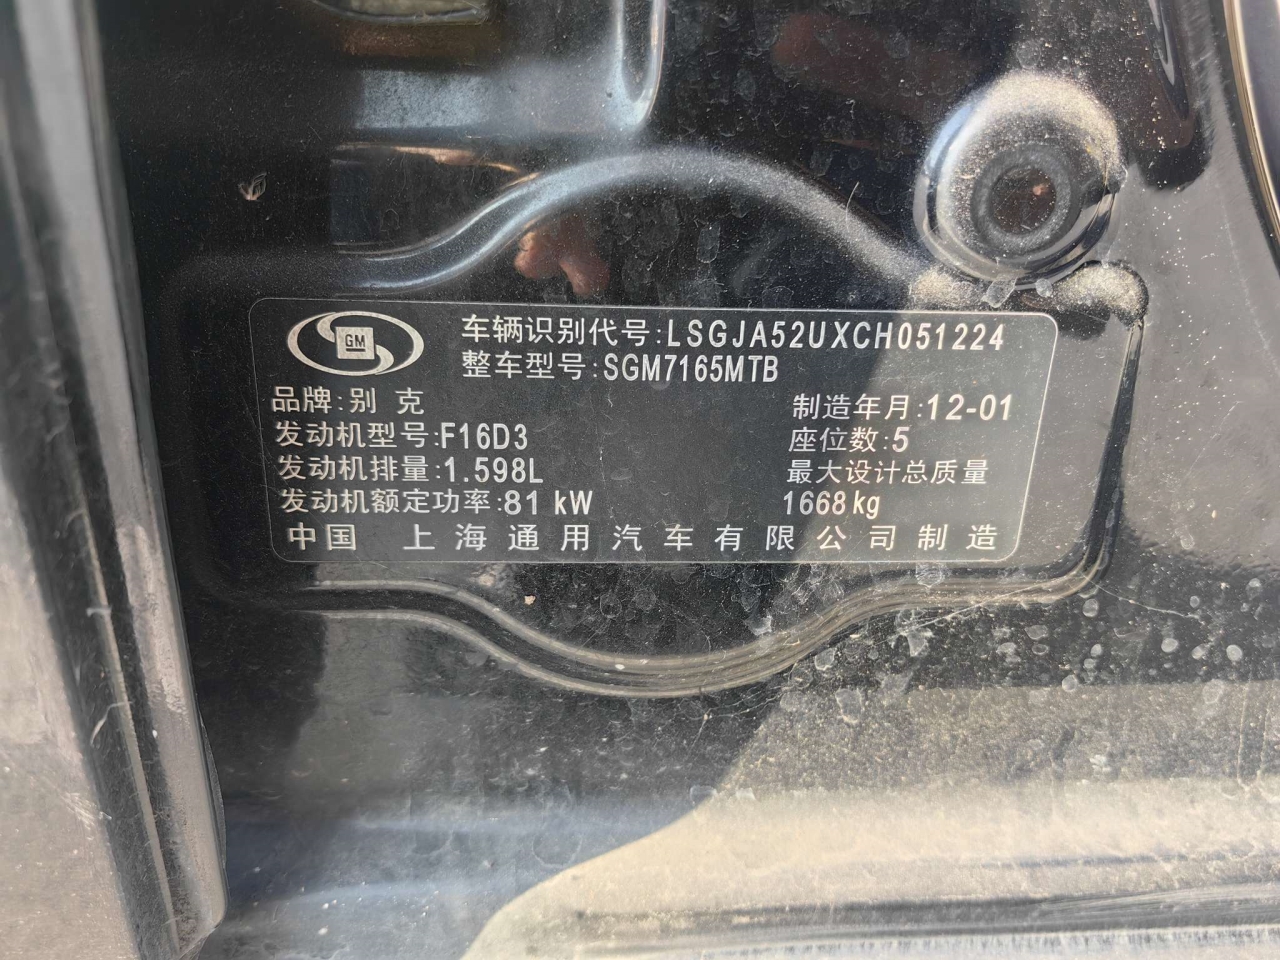 GM
车辆识别代号:LSGJA52UXCH051224
整车型号:SGM7165MTB
品牌:别 克
制造年月:12-01
发动机型号:F16D3
座位数:5
发动机排量:1.598L
最大设计总质量
发动机额定功率:81 kW
1668kg
中国 上海通用汽车有限公司制造